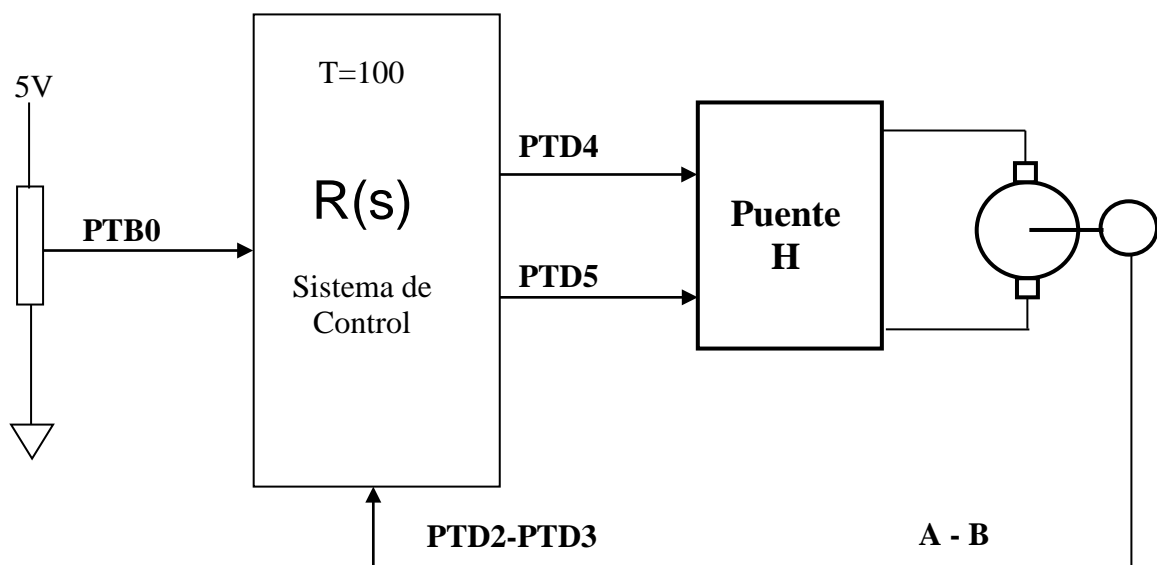 5V
T=100
R(s)
Sistema de
Control
PTB0
PTD4
PTD5
Puente
H
PTD2-PTD3
A - B